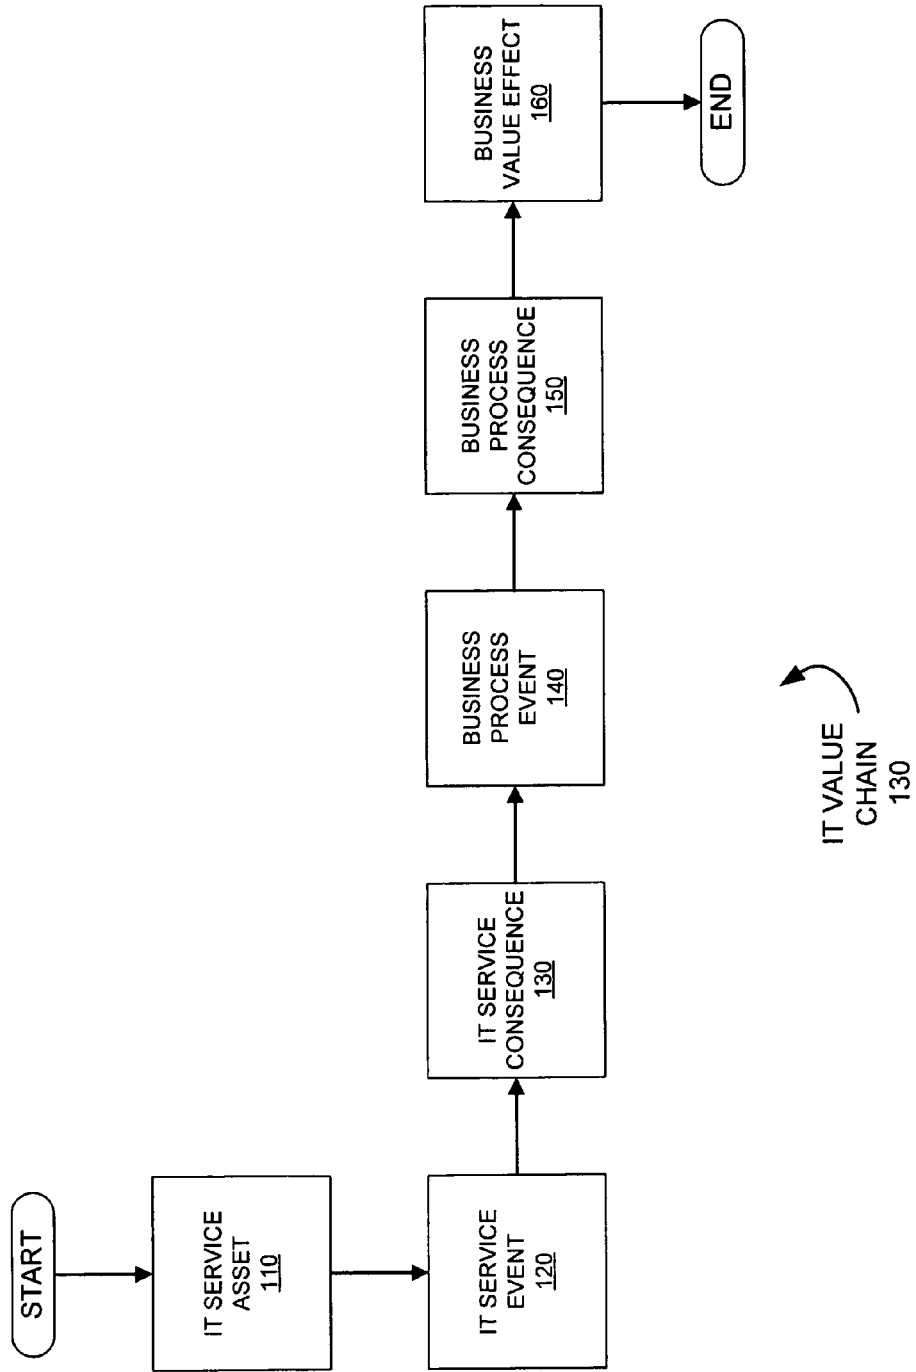 START
IT SERVICE
ASSET
110
IT SERVICE
EVENT
120
IT SERVICE
CONSEQUENCE
130
BUSINESS
PROCESS
EVENT
140
BUSINESS
PROCESS
CONSEQUENCE
150
BUSINESS
VALUE EFFECT
160
END
IT VALUE
CHAIN
130